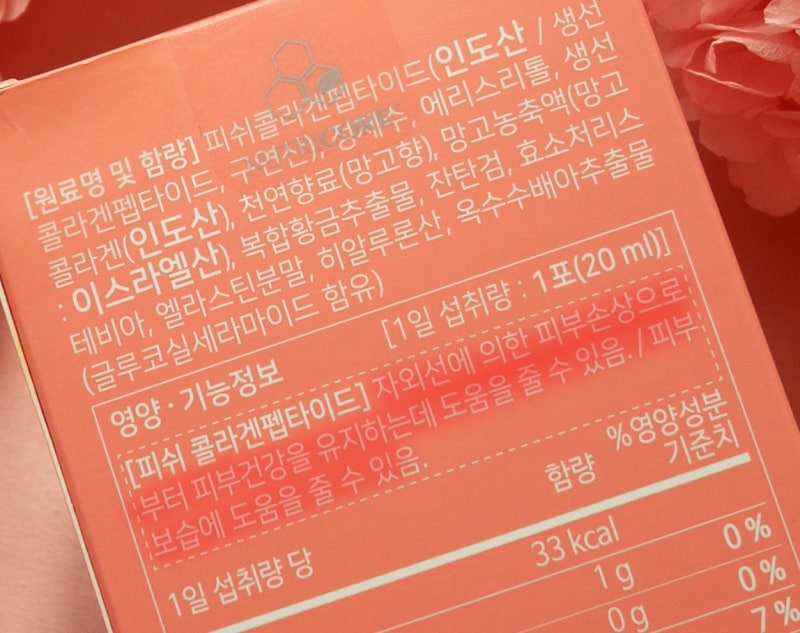 [원료명 및 함량] 피쉬콜라겐펩타이드(인도산 / 생선
콜라겐펩타이드, 구연산), 정제수, 에리스리톨, 생선
콜라겐(인도산), 천연향료(망고향), 망고농축액(망고
: 이스라엘산), 복합황금추출물, 잔탄검, 효소처리스
테비아, 엘라스틴분말, 히알루론산, 옥수수배아추출물
(글루코실세라마이드 함유)
영양 · 기능정보
[1일 섭취량 : 1포(20 ml)]
[피쉬 콜라겐펩타이드] 자외선에 의한 피부손상으로
부터 피부건강을 유지하는데 도움을 줄 수 있음. / 피부
보습에 도움을 줄 수 있음.
1일 섭취량 당
함량
%영양성분
기준치
33 kcal
1 g
0 %
0 g
0 %
7 %